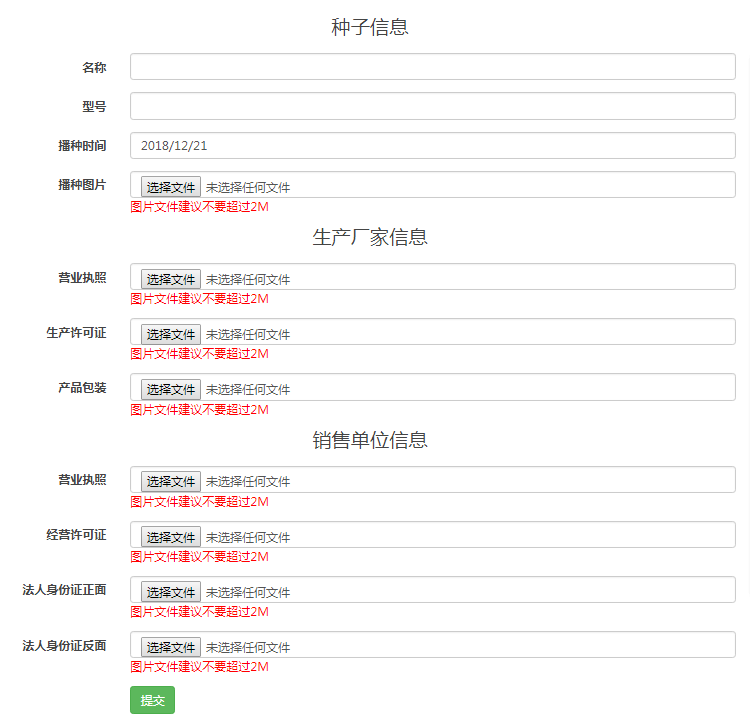 种子信息
名称
型号
播种时间 2018/12/21
播种图片 选择文件 未选择任何文件
图片文件建议不要超过2M
生产厂家信息
营业执照 选择文件 未选择任何文件
图片文件建议不要超过2M
生产许可证 选择文件 未选择任何文件
图片文件建议不要超过2M
产品包装 选择文件 未选择任何文件
图片文件建议不要超过2M
销售单位信息
营业执照 选择文件 未选择任何文件
图片文件建议不要超过2M
经营许可证 选择文件 未选择任何文件
图片文件建议不要超过2M
法人身份证正面 选择文件 未选择任何文件
图片文件建议不要超过2M
法人身份证反面 选择文件 未选择任何文件
图片文件建议不要超过2M
提交